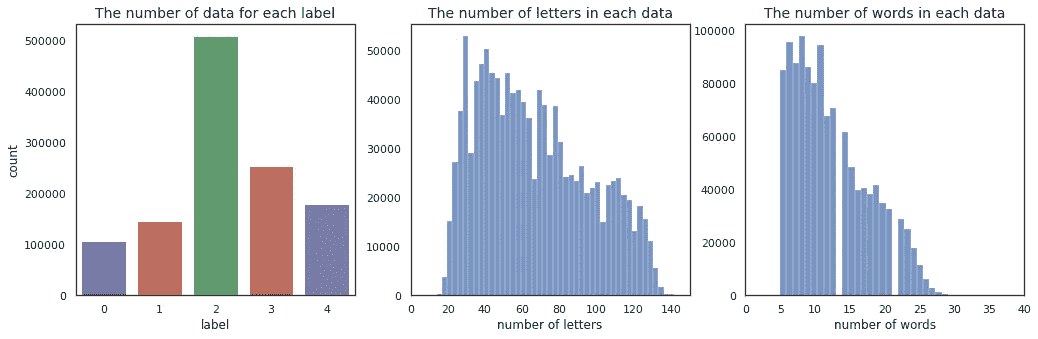 The number of data for each label
500000
400000
300000
200000
100000
0
count
0 1 2 3 4
label
The number of letters in each data
50000
40000
30000
20000
10000
0
0 20 40 60 80 100 120 140
number of letters
The number of words in each data
100000
80000
60000
40000
20000
0
0 5 10 15 20 25 30 35 40
number of words